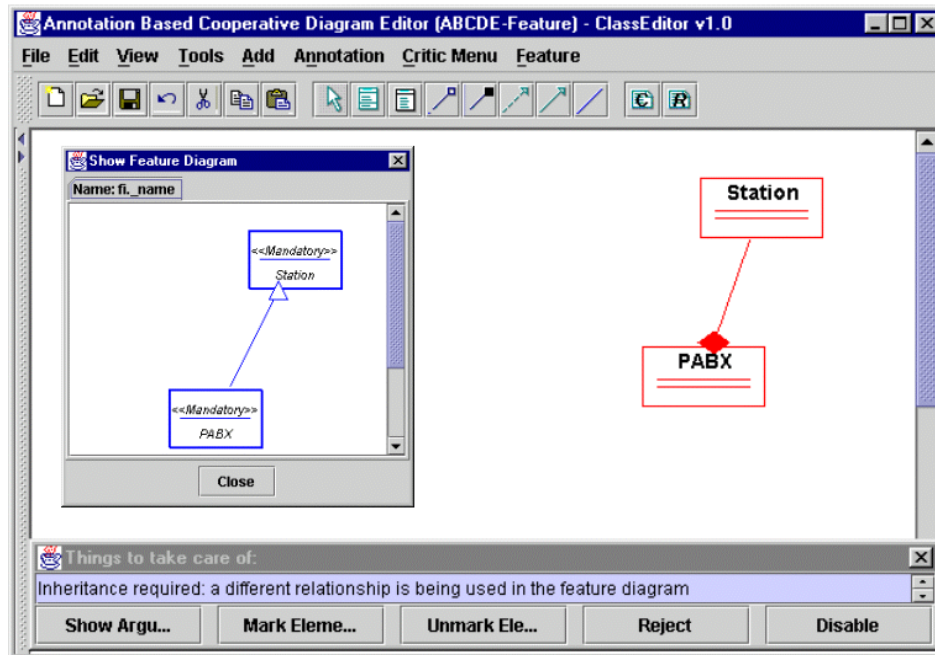 Annotation Based Cooperative Diagram Editor (ABCDE-Feature) - ClassEditor v1.0
File Edit View Tools Add Annotation Critic Menu Feature
C R
Show Feature Diagram
Name: fi._name
<<Mandatory>>
Station
<<Mandatory>>
PABX
Close
Station
PABX
Things to take care of:
Inheritance required: a different relationship is being used in the feature diagram
Show Argu... Mark Eleme... Unmark Ele... Reject Disable